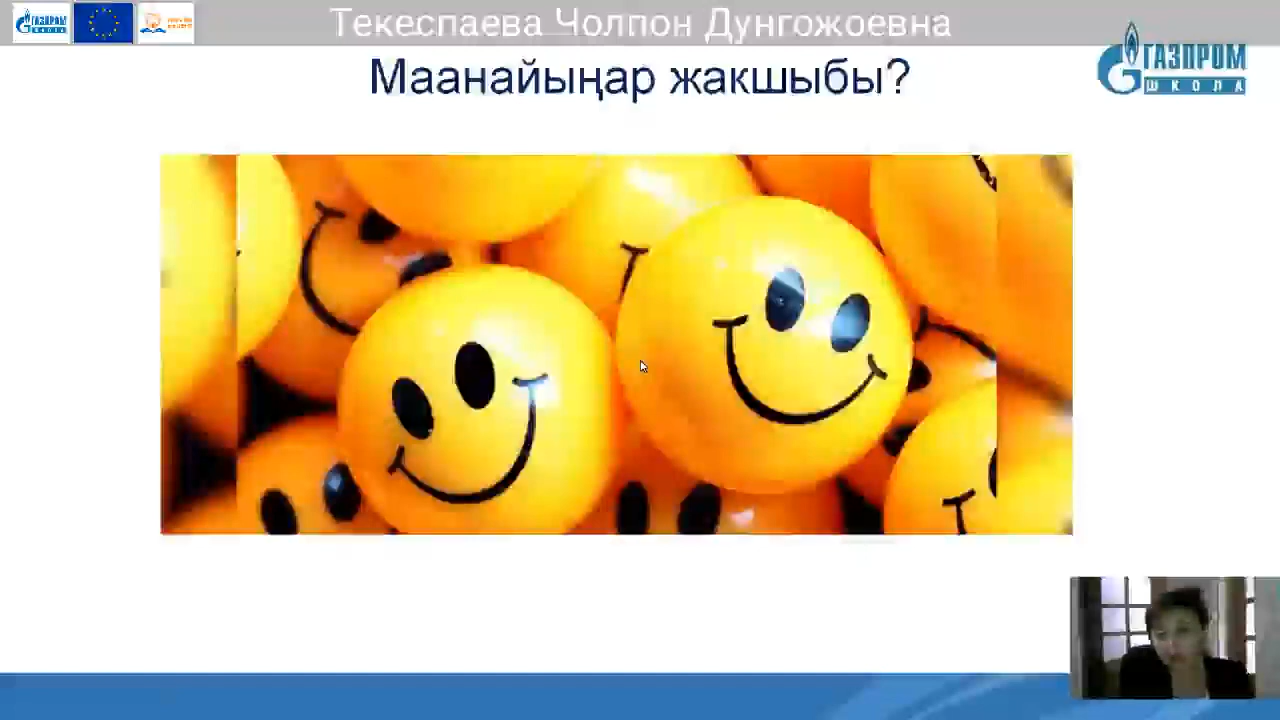 Текеспаева Чолпон Дунгожоевна
Маанайыңар жакшыбы?
ГАЗПРОМ
ШКОЛА